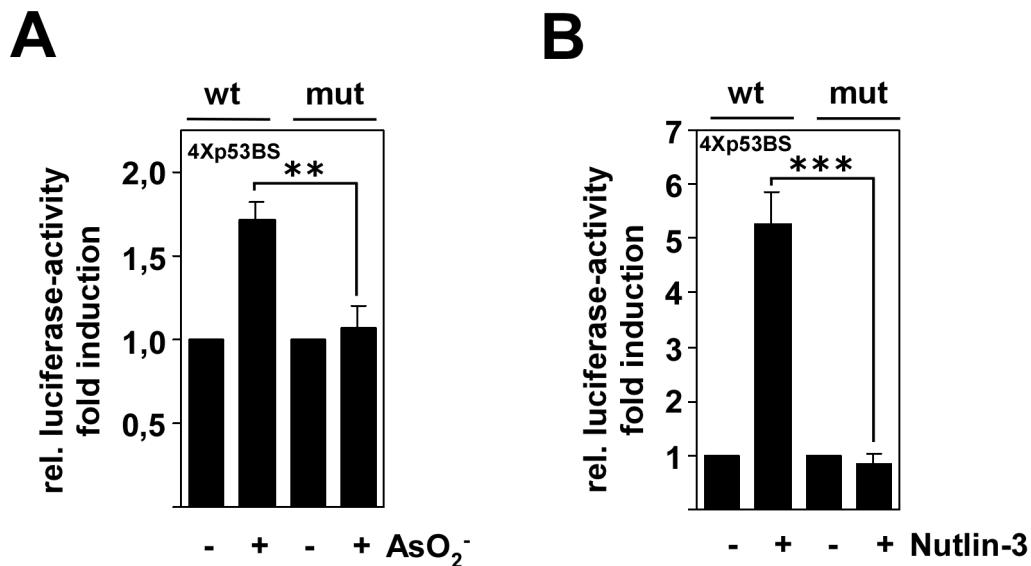 A
wt mut
4Xp53BS
**
rel. luciferase-activity
fold induction
2,0
1,5
1,0
0,5
- + - + AsO₂⁻
B
wt mut
4Xp53BS
***
rel. luciferase-activity
fold induction
7
6
5
4
3
2
1
- + - + Nutlin-3